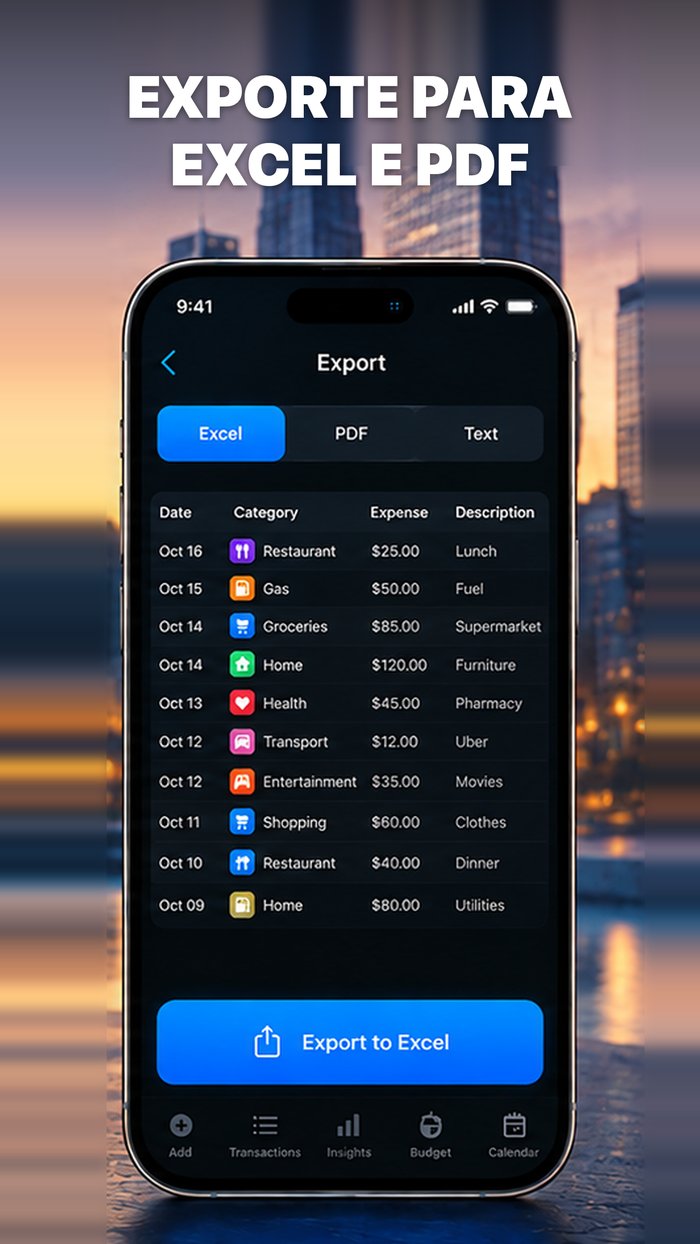 EXPORTE PARA
EXCEL E PDF
9:41
Export
Excel PDF Text
Date Category Expense Description
Oct 16 Restaurant $25.00 Lunch
Oct 15 Gas $50.00 Fuel
Oct 14 Groceries $85.00 Supermarket
Oct 14 Home $120.00 Furniture
Oct 13 Health $45.00 Pharmacy
Oct 12 Transport $12.00 Uber
Oct 12 Entertainment $35.00 Movies
Oct 11 Shopping $60.00 Clothes
Oct 10 Restaurant $40.00 Dinner
Oct 09 Home $80.00 Utilities
Export to Excel
Add Transactions Insights Budget Calendar